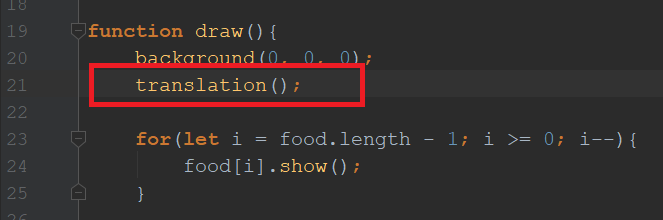 18
19 function draw(){
20 background(0, 0, 0);
21 translation();
22
23 for(let i = food.length - 1; i >= 0; i--){
24 food[i].show();
25 }